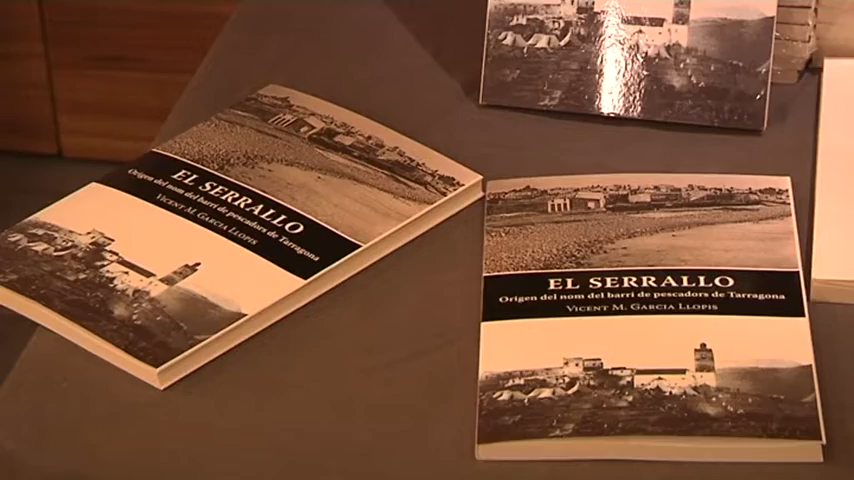 EL SERRALLO
Origen del nom del barri de pescadors de Tarragona
VICENT M. GARCIA LLOPIS
EL SERRALLO
Origen del nom del barri de pescadors de Tarragona
VICENT M. GARCIA LLOPIS